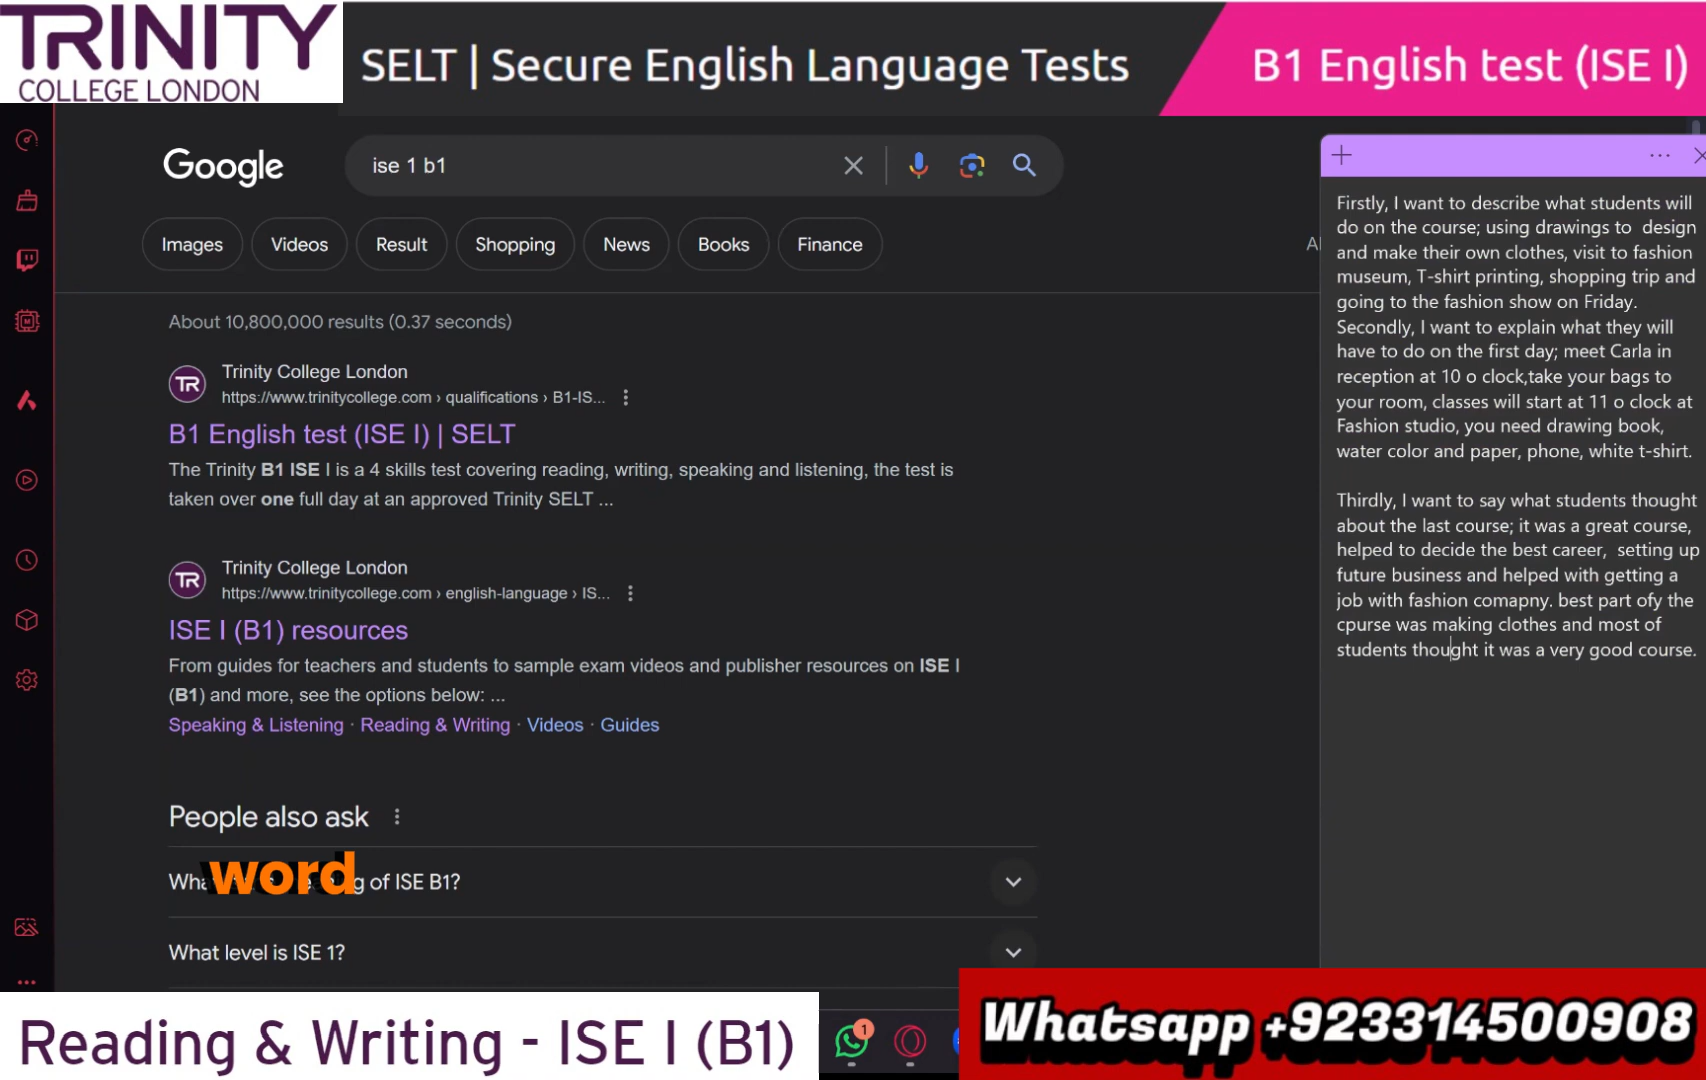 TRINITY
COLLEGE LONDON
SELT | Secure English Language Tests
B1 English test (ISE I)
Google
ise 1 b1
Images
Videos
Result
Shopping
News
Books
Finance
About 10,800,000 results (0.37 seconds)
TR
Trinity College London
https://www.trinitycollege.com › qualifications › B1-IS...
B1 English test (ISE I) | SELT
The Trinity B1 ISE I is a 4 skills test covering reading, writing, speaking and listening, the test is
taken over one full day at an approved Trinity SELT ...
TR
Trinity College London
https://www.trinitycollege.com › english-language › IS...
ISE I (B1) resources
From guides for teachers and students to sample exam videos and publisher resources on ISE I
(B1) and more, see the options below: ...
Speaking & Listening · Reading & Writing · Videos · Guides
People also ask
word
of ISE B1?
What level is ISE 1?
Firstly, I want to describe what students will
do on the course; using drawings to  design
and make their own clothes, visit to fashion
museum, T-shirt printing, shopping trip and
going to the fashion show on Friday.
Secondly, I want to explain what they will
have to do on the first day; meet Carla in
reception at 10 o clock,take your bags to
your room, classes will start at 11 o clock at
Fashion studio, you need drawing book,
water color and paper, phone, white t-shirt.
Thirdly, I want to say what students thought
about the last course; it was a great course,
helped to decide the best career,  setting up
future business and helped with getting a
job with fashion comapny. best part ofy the
cpurse was making clothes and most of
students thought it was a very good course.
Reading & Writing - ISE I (B1)
1
Whatsapp +923314500908